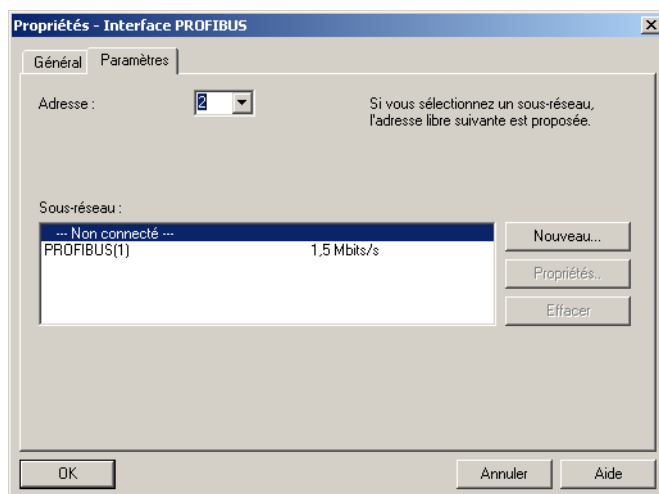 Propriétés - Interface PROFIBUS
Général
Paramètres
Adresse :
2
Si vous sélectionnez un sous-réseau,
l'adresse libre suivante est proposée.
Sous-réseau :
--- Non connecté ---
PROFIBUS(1) 1,5 Mbits/s
Nouveau...
Propriétés..
Effacer
OK
Annuler
Aide